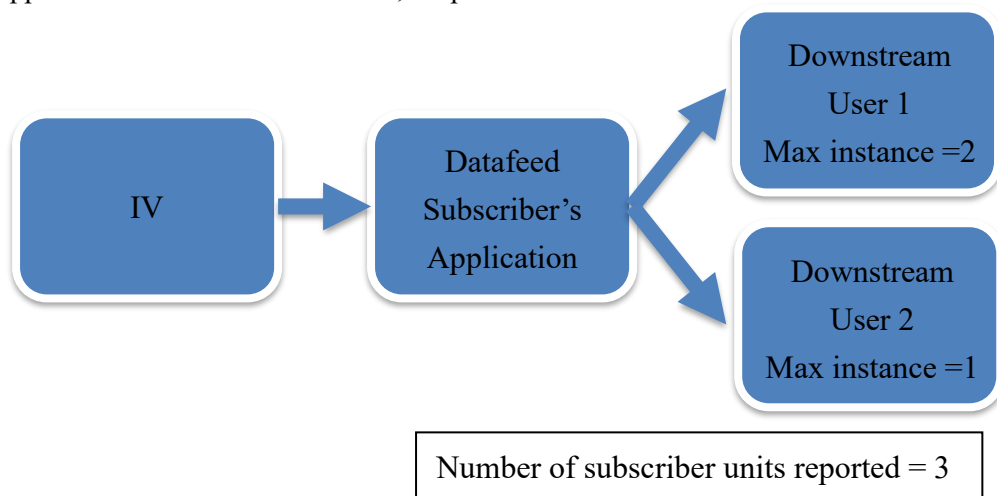 IV
Datafeed
Subscriber’s
Application
Downstream
User 1
Max instance =2
Downstream
User 2
Max instance =1
Number of subscriber units reported = 3